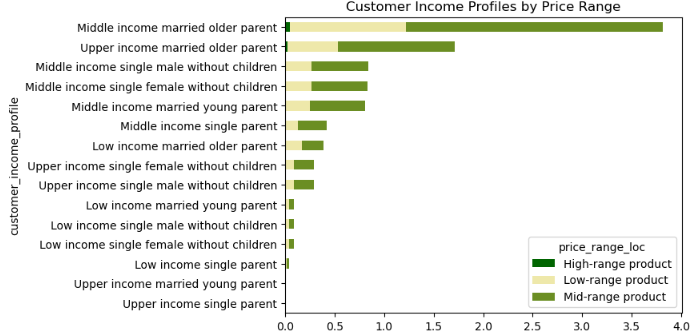 Customer Income Profiles by Price Range
customer_income_profile
Middle income married older parent
Upper income married older parent
Middle income single male without children
Middle income single female without children
Middle income married young parent
Middle income single parent
Low income married older parent
Upper income single female without children
Upper income single male without children
Low income married young parent
Low income single male without children
Low income single female without children
Low income single parent
Upper income married young parent
Upper income single parent
price_range_loc
High-range product
Low-range product
Mid-range product
0.0 0.5 1.0 1.5 2.0 2.5 3.0 3.5 4.0